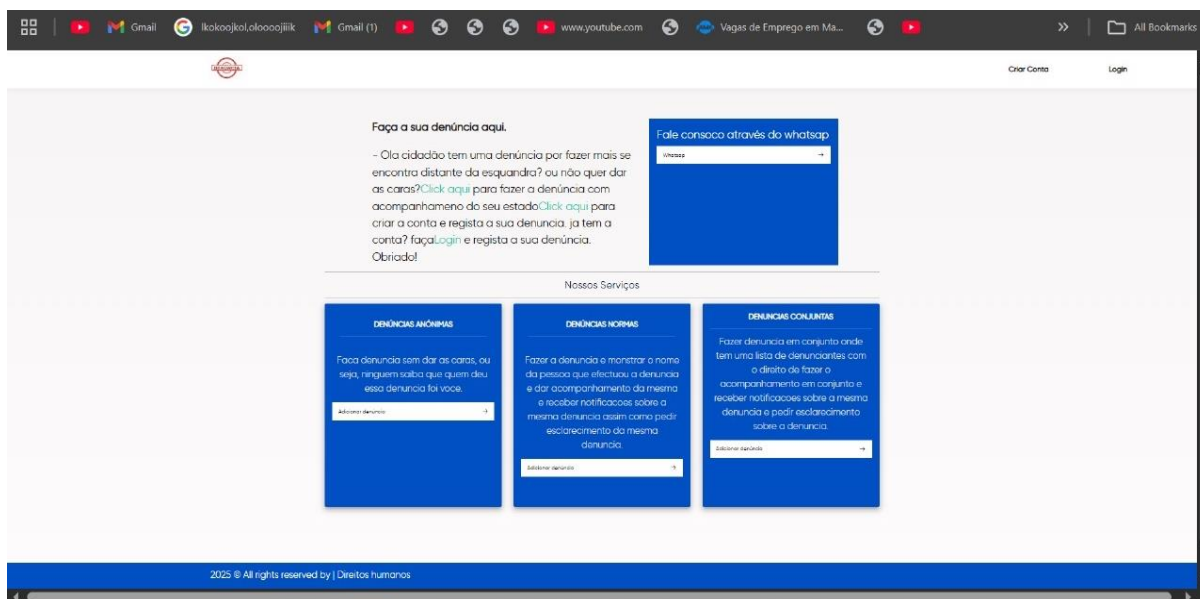 Gmail
lkokoojkol,oloooojiiik
Gmail (1)
www.youtube.com
Vagas de Emprego em Ma...
»
All Bookmarks
Criar Conta
Login
Faça a sua denúncia aqui.
- Ola cidadão tem uma denúncia por fazer mais se
encontra distante da esquandra? ou não quer dar
as caras?Click aqui para fazer a denúncia com
acompanhameno do seu estadoClick aqui para
criar a conta e regista a sua denuncia. ja tem a
conta? façaLogin e regista a sua denúncia.
Obriado!
Fale consoco através do whatsap
Whatsap
Nossos Serviços
DENÚNCIAS ANÓNIMAS
Faca denuncia sem dar as caras, ou
seja, ninguem saiba que quem deu
essa denuncia foi voce.
Adicionar denuncia
DENÚNCIAS NORMAS
Fazer a denuncia e monstrar o nome
da pessoa que efectuou a denuncia
e dar acompanhamento da mesma
e receber notificacoes sobre a
mesma denuncia assim como pedir
esclarecimento da mesma
denuncia.
Adicionar denúncia
DENUNCIAS CONJUNTAS
Fazer denuncia em conjunto onde
tem uma lista de denunciantes com
o direito de fazer o
acompanhamento em conjunto e
receber notificacoes sobre a mesma
denuncia e pedir esclarecimento
sobre a denuncia.
Adicionar denúncia
2025 © All rights reserved by | Direitos humanos